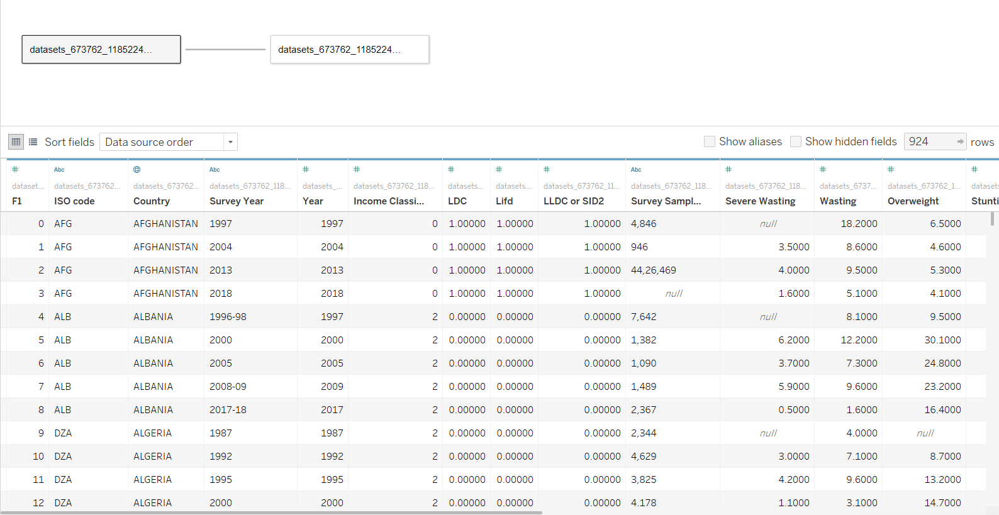 datasets_673762_1185224... datasets_673762_1185224...
Sort fields Data source order Show aliases Show hidden fields 924 rows
# Abc Abc # # # # # Abc # # # #
dataset... datasets_673762... datasets_673762... datasets_673762_118... datasets_... datasets_673762_118... datasets... datasets... datasets_673762_11... datasets_673762_118... datasets_673762_118... datasets_6737... datasets_673762_1... datasets
F1 ISO code Country Survey Year Year Income Classi... LDC Lifd LLDC or SID2 Survey Sampl... Severe Wasting Wasting Overweight Stunti
0 AFG AFGHANISTAN 1997 1997 0 1.00000 1.00000 1.00000 4,846 null 18.2000 6.5000
1 AFG AFGHANISTAN 2004 2004 0 1.00000 1.00000 1.00000 946 3.5000 8.6000 4.6000
2 AFG AFGHANISTAN 2013 2013 0 1.00000 1.00000 1.00000 44,26,469 4.0000 9.5000 5.3000
3 AFG AFGHANISTAN 2018 2018 0 1.00000 1.00000 1.00000 null 1.6000 5.1000 4.1000
4 ALB ALBANIA 1996-98 1997 2 0.00000 0.00000 0.00000 7,642 null 8.1000 9.5000
5 ALB ALBANIA 2000 2000 2 0.00000 0.00000 0.00000 1,382 6.2000 12.2000 30.1000
6 ALB ALBANIA 2005 2005 2 0.00000 0.00000 0.00000 1,090 3.7000 7.3000 24.8000
7 ALB ALBANIA 2008-09 2009 2 0.00000 0.00000 0.00000 1,489 5.9000 9.6000 23.2000
8 ALB ALBANIA 2017-18 2017 2 0.00000 0.00000 0.00000 2,367 0.5000 1.6000 16.4000
9 DZA ALGERIA 1987 1987 2 0.00000 0.00000 0.00000 2,344 null 4.0000 null
10 DZA ALGERIA 1992 1992 2 0.00000 0.00000 0.00000 4,629 3.0000 7.1000 8.7000
11 DZA ALGERIA 1995 1995 2 0.00000 0.00000 0.00000 3,825 4.2000 9.6000 13.2000
12 DZA ALGERIA 2000 2000 2 0.00000 0.00000 0.00000 4.178 1.1000 3.1000 14.7000